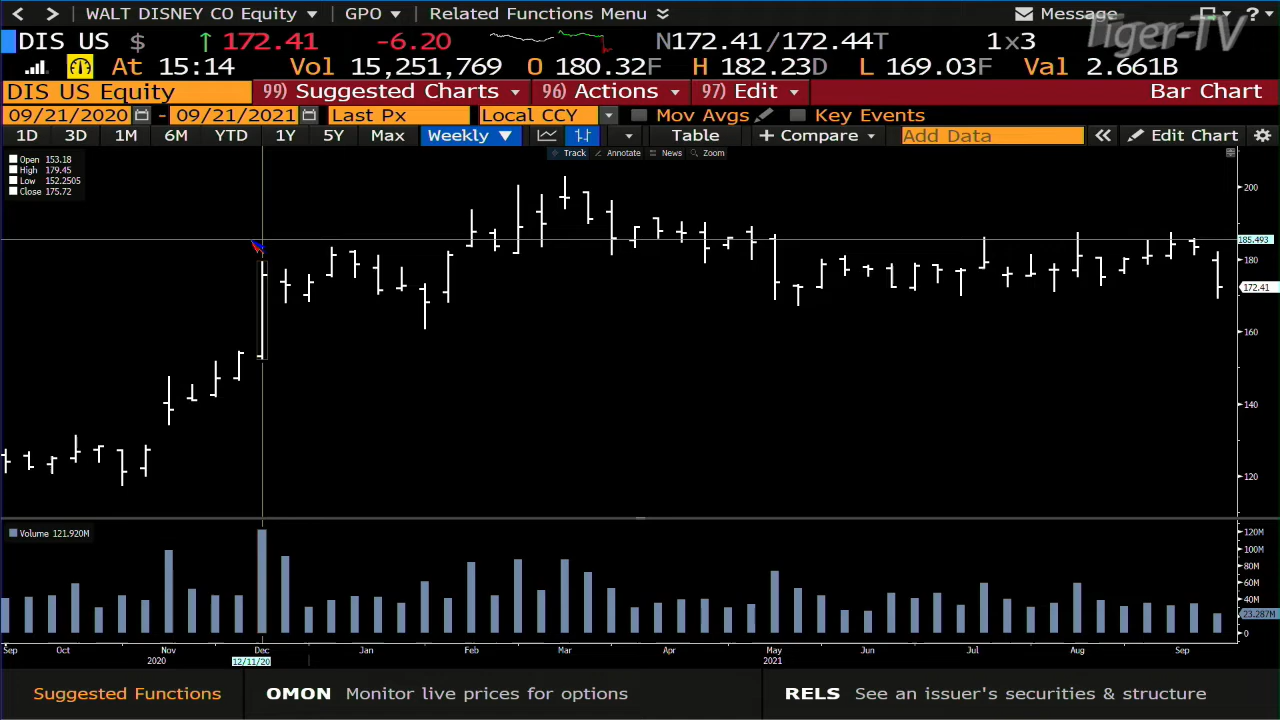 < > WALT DISNEY CO Equity GPO Related Functions Menu Message ?
Tiger-TV
DIS US $ ↑ 172.41 -6.20 N172.41/172.44T 1x3
At 15:14 Vol 15,251,769 O 180.32F H 182.23D L 169.03F Val 2.661B
DIS US Equity 99) Suggested Charts 96) Actions 97) Edit Bar Chart
09/21/2020 - 09/21/2021 Last Px Local CCY Mov Avgs Key Events
1D 3D 1M 6M YTD 1Y 5Y Max Weekly ▼ Table + Compare Add Data « Edit Chart
Track Annotate News Zoom
Open 153.18
High 179.45
Low 152.2505
Close 175.72
200
185.493
180
172.41
160
140
120
Volume 121.920M
120M
100M
80M
60M
40M
23.287M
0
Sep Oct Nov Dec Jan Feb Mar Apr May Jun Jul Aug Sep
2020 12/11/20 2021
Suggested Functions OMON Monitor live prices for options RELS See an issuer's securities & structure